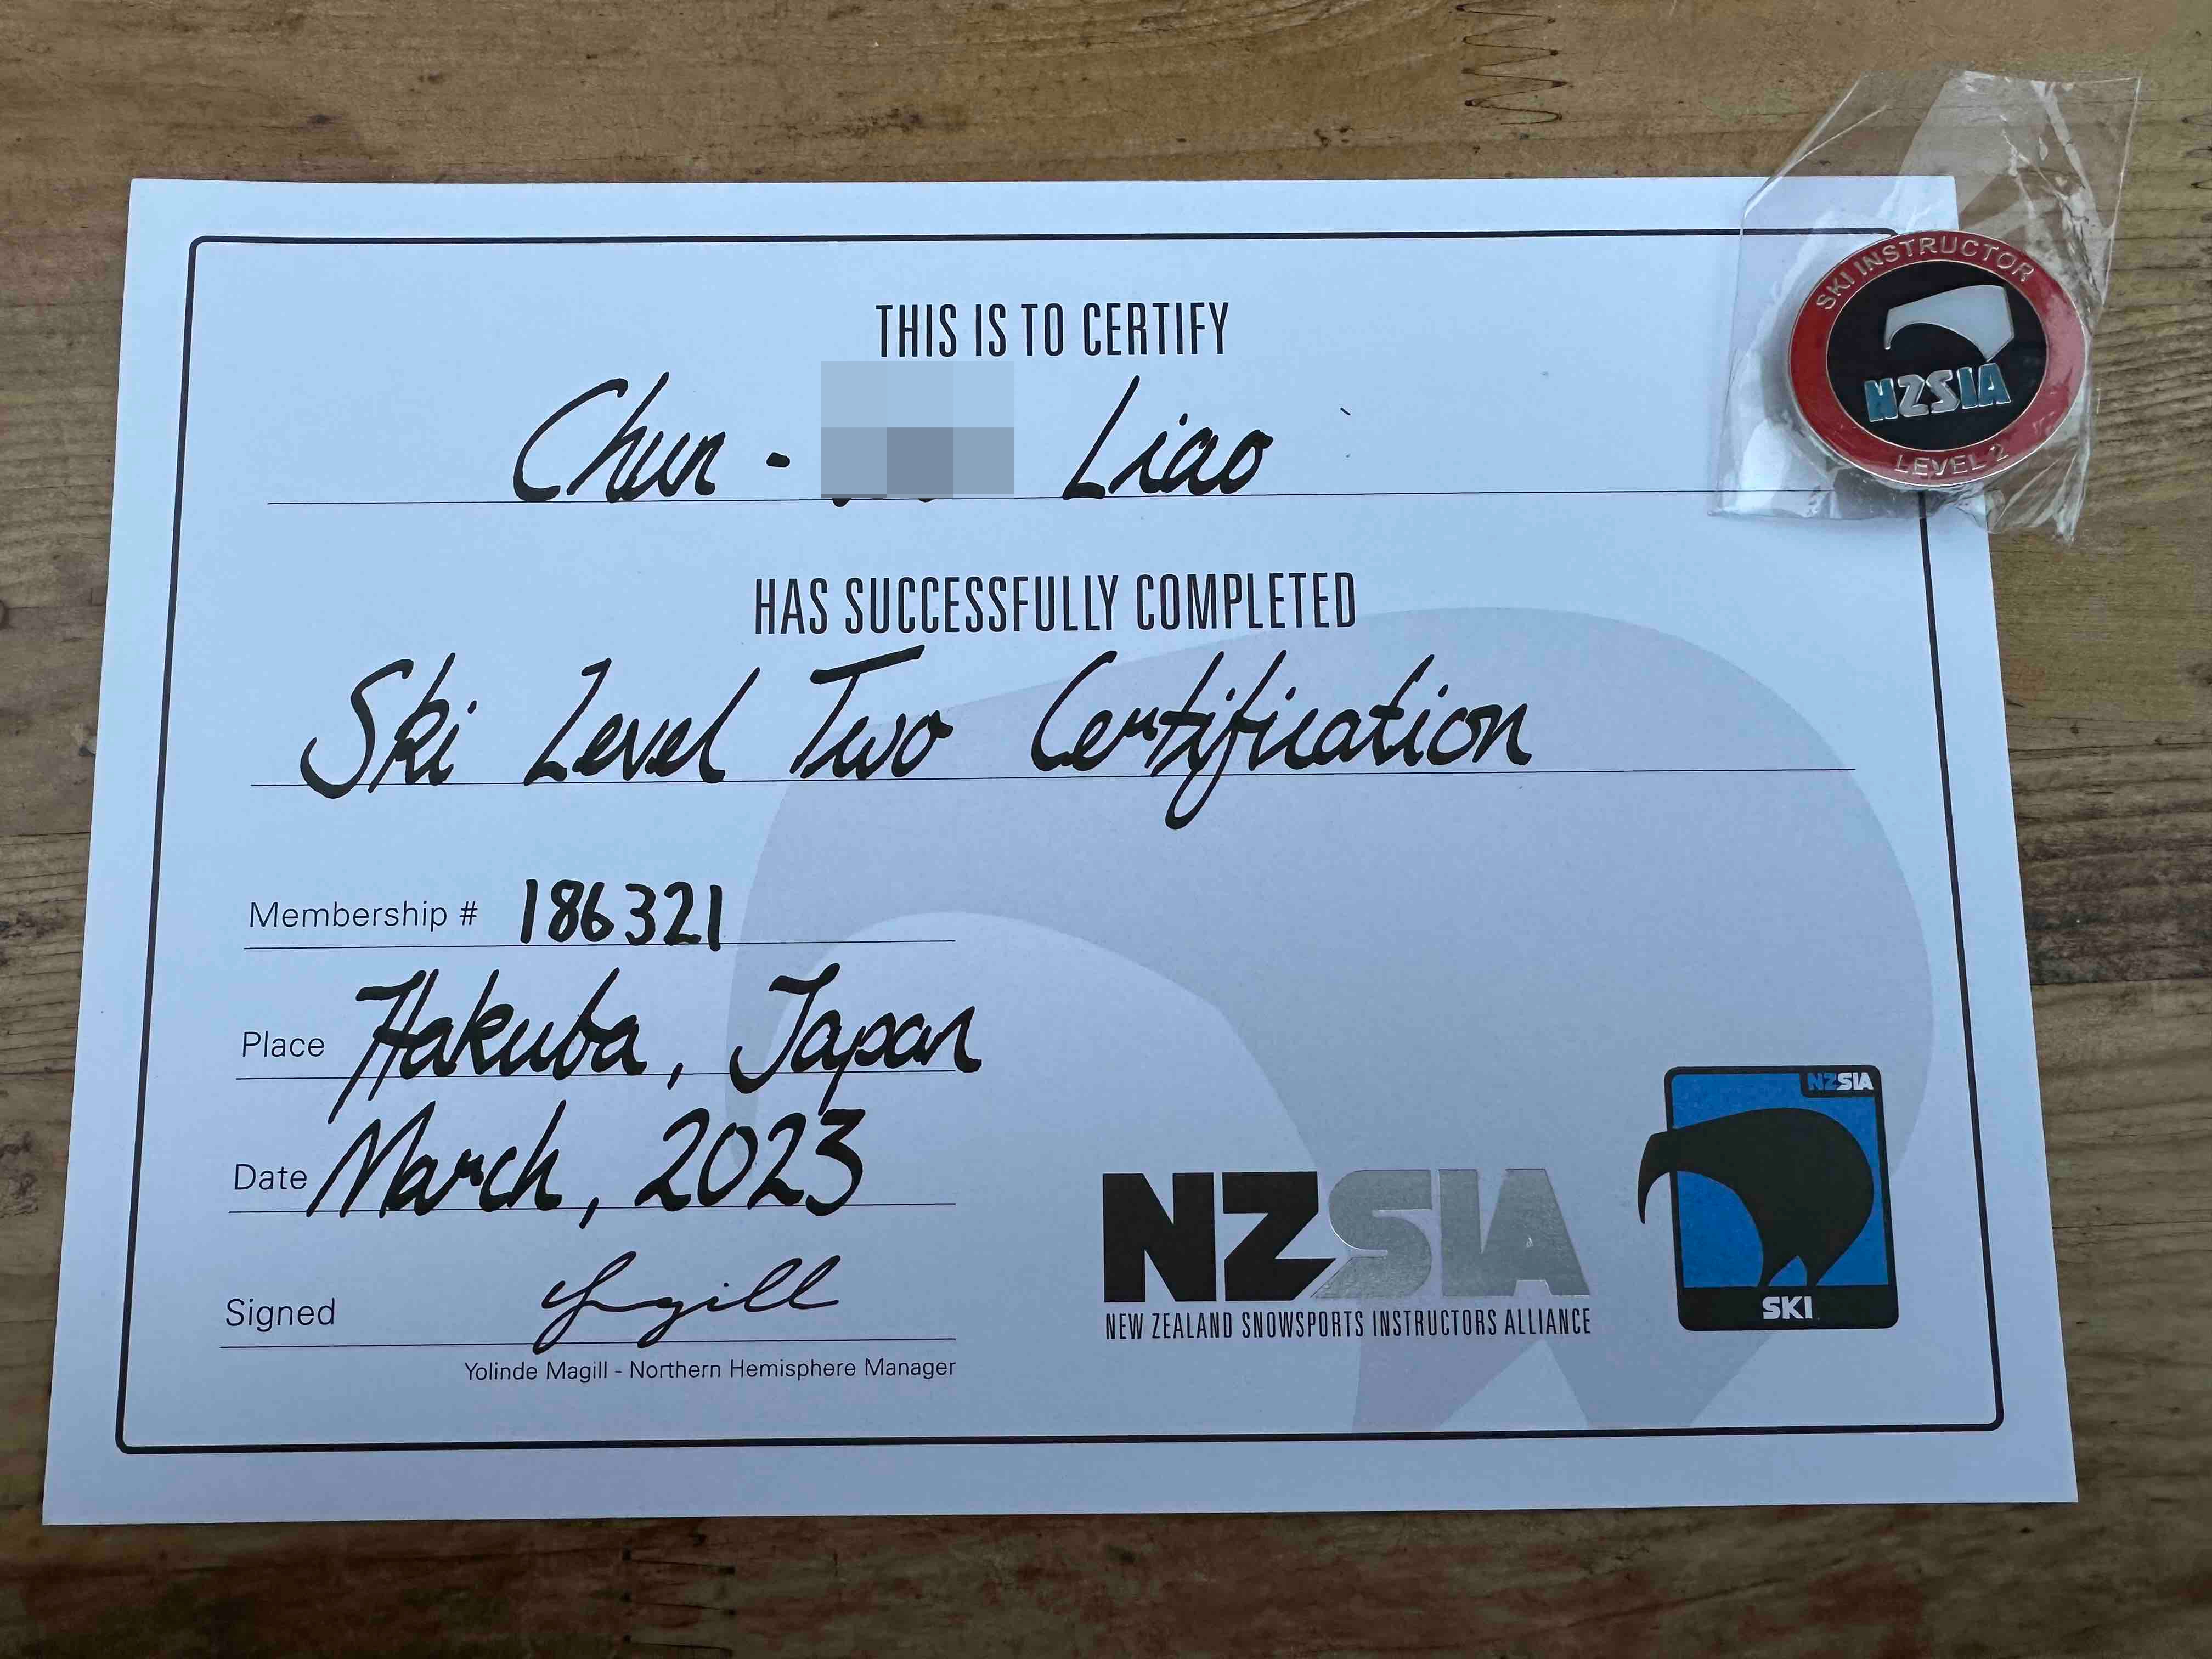 THIS IS TO CERTIFY
Chun - Liao
HAS SUCCESSFULLY COMPLETED
Ski Level Two Certification
Membership # 186321
Place Hakuba, Japan
Date March, 2023
Signed
Yolinde Magill - Northern Hemisphere Manager
NZSIA
NEW ZEALAND SNOWSPORTS INSTRUCTORS ALLIANCE
NZSIA
SKI
SKI INSTRUCTOR
NZSIA
LEVEL 2